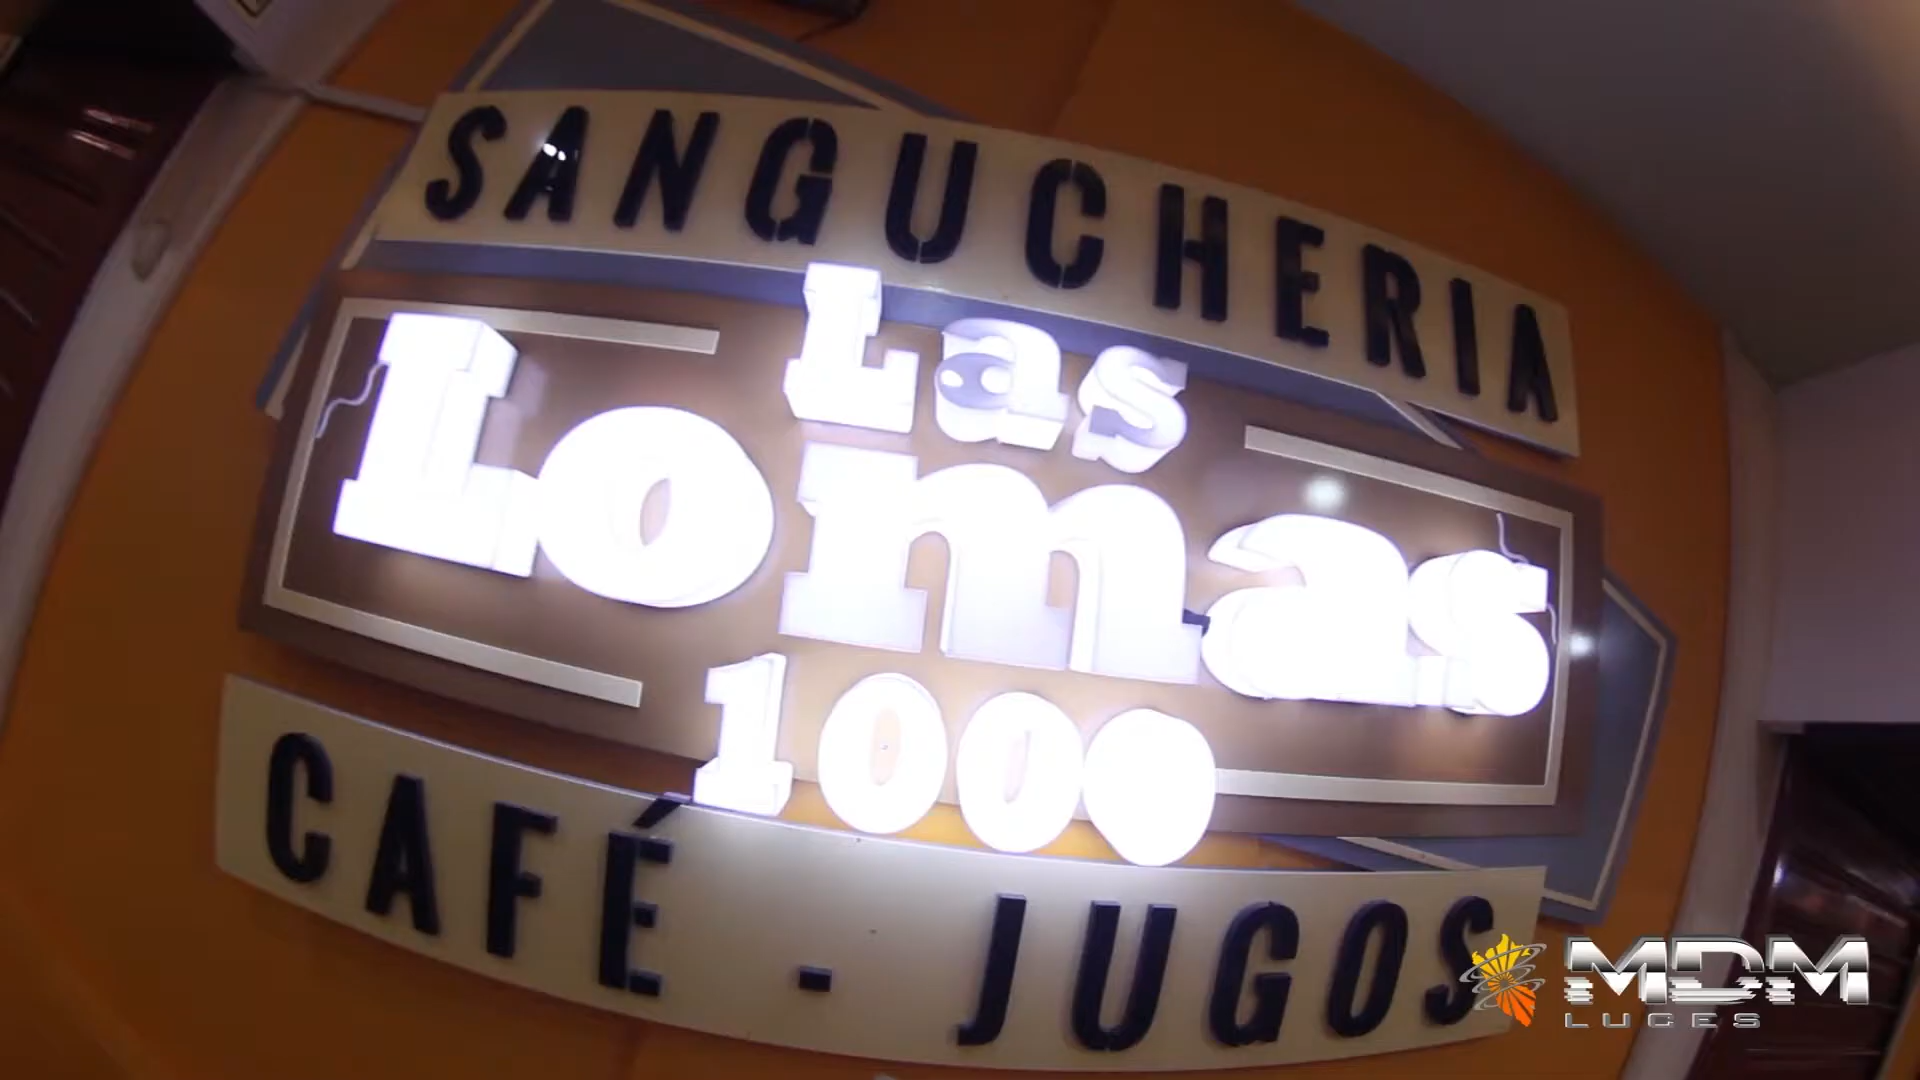 SANGUCHERIA
Las
Lomas
1000
CAFÉ - JUGOS
MDM
LUCES